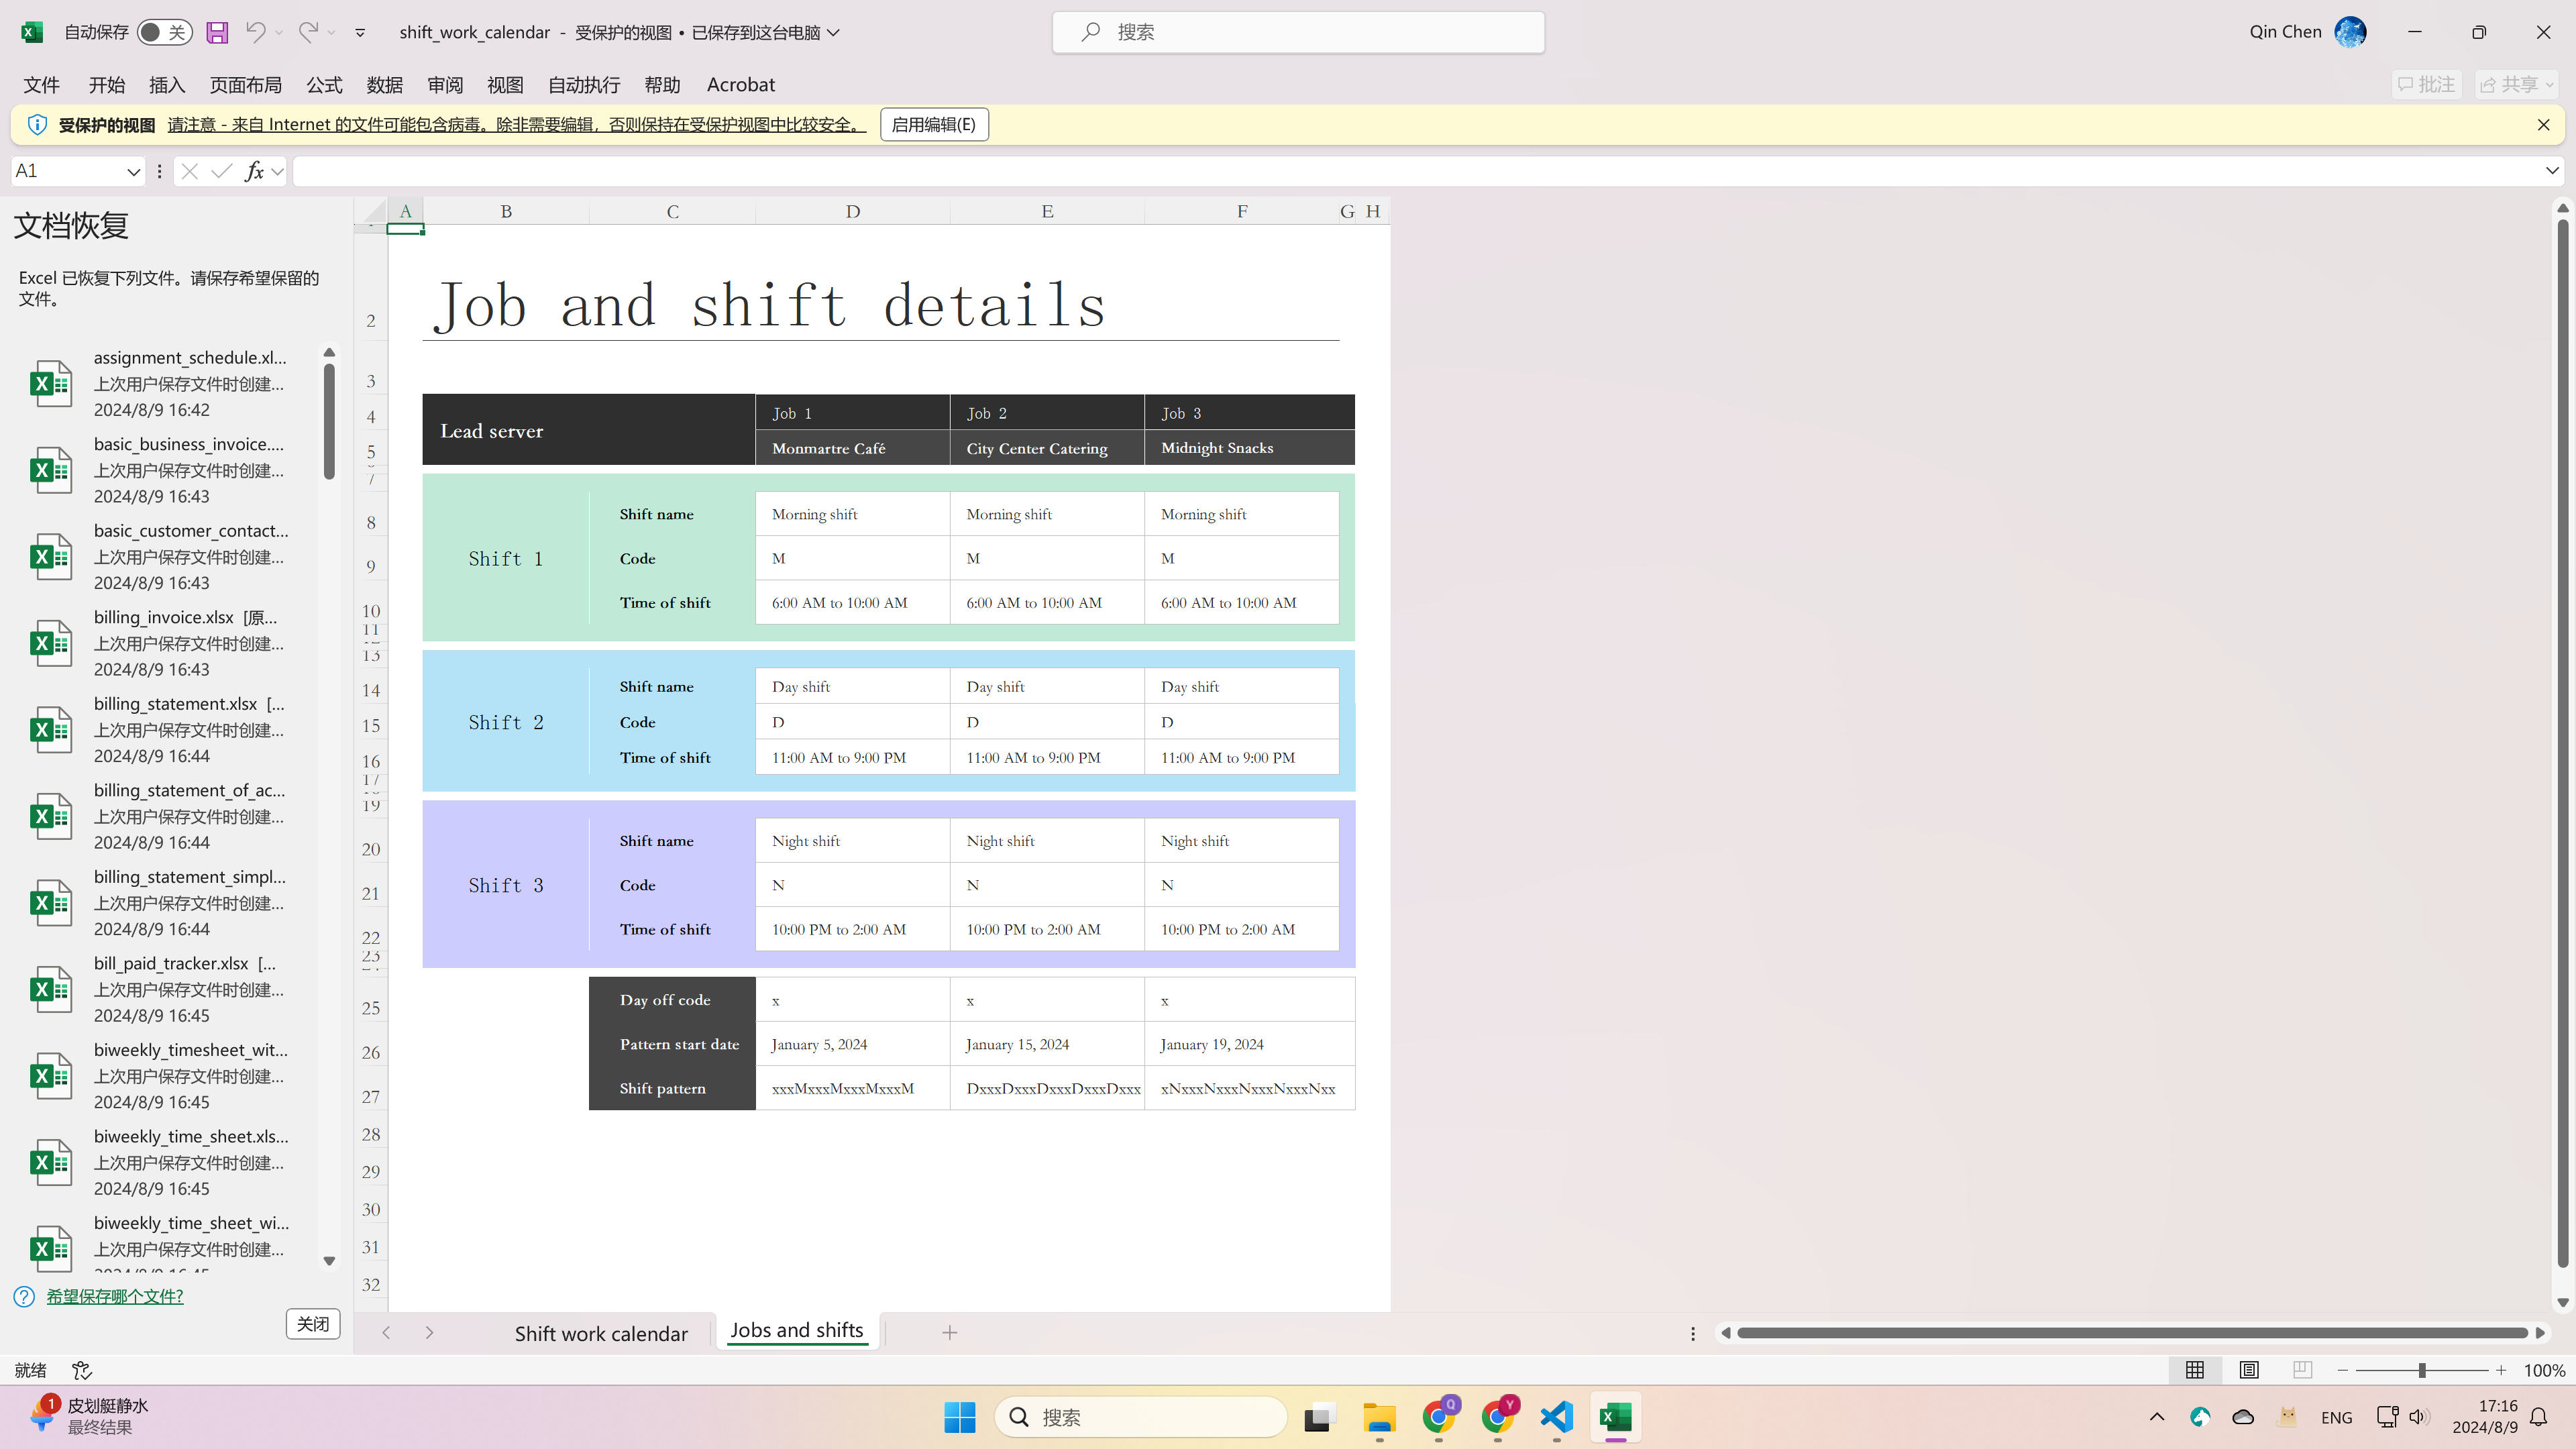 自动保存 关 shift_work_calendar - 受保护的视图 • 已保存到这台电脑 搜索 Qin Chen
文件 开始 插入 页面布局 公式 数据 审阅 视图 自动执行 帮助 Acrobat 批注 共享
受保护的视图 请注意 - 来自 Internet 的文件可能包含病毒。除非需要编辑，否则保持在受保护视图中比较安全。 启用编辑(E)
A1 fx
文档恢复
Excel 已恢复下列文件。请保存希望保留的
文件。
assignment_schedule.xl...
上次用户保存文件时创建...
2024/8/9 16:42
basic_business_invoice....
上次用户保存文件时创建...
2024/8/9 16:43
basic_customer_contact...
上次用户保存文件时创建...
2024/8/9 16:43
billing_invoice.xlsx [原...
上次用户保存文件时创建...
2024/8/9 16:43
billing_statement.xlsx [...
上次用户保存文件时创建...
2024/8/9 16:44
billing_statement_of_ac...
上次用户保存文件时创建...
2024/8/9 16:44
billing_statement_simpl...
上次用户保存文件时创建...
2024/8/9 16:44
bill_paid_tracker.xlsx [...
上次用户保存文件时创建...
2024/8/9 16:45
biweekly_timesheet_wit...
上次用户保存文件时创建...
2024/8/9 16:45
biweekly_time_sheet.xls...
上次用户保存文件时创建...
2024/8/9 16:45
biweekly_time_sheet_wi...
上次用户保存文件时创建...
希望保存哪个文件?
关闭
A B C D E F G H
2 Job and shift details
3
4 Job 1 Job 2 Job 3
Lead server
5 Monmartre Café City Center Catering Midnight Snacks
7
8 Shift name Morning shift Morning shift Morning shift
9 Shift 1 Code M M M
10 Time of shift 6:00 AM to 10:00 AM 6:00 AM to 10:00 AM 6:00 AM to 10:00 AM
11
13
14 Shift name Day shift Day shift Day shift
15 Shift 2 Code D D D
16 Time of shift 11:00 AM to 9:00 PM 11:00 AM to 9:00 PM 11:00 AM to 9:00 PM
17
19
20 Shift name Night shift Night shift Night shift
21 Shift 3 Code N N N
22 Time of shift 10:00 PM to 2:00 AM 10:00 PM to 2:00 AM 10:00 PM to 2:00 AM
23
25 Day off code x x x
26 Pattern start date January 5, 2024 January 15, 2024 January 19, 2024
27 Shift pattern xxxMxxxMxxxMxxxM DxxxDxxxDxxxDxxxDxxx xNxxxNxxxNxxxNxxxNxx
28
29
30
31
32
Shift work calendar Jobs and shifts
就绪 100%
1 皮划艇静水
最终结果
搜索 Q Y ENG 17:16
2024/8/9